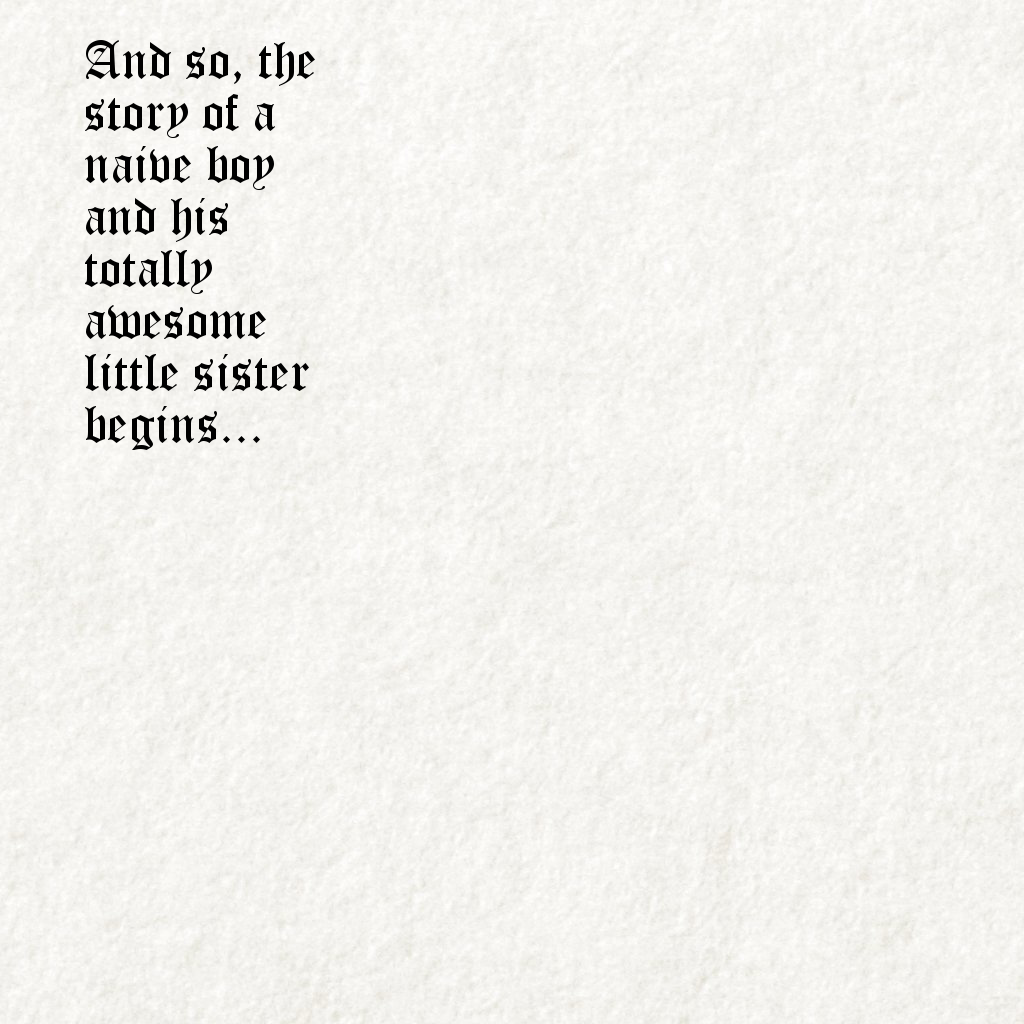 And so, the
story of a
naive boy
and his
totally
awesome
little sister
begins...